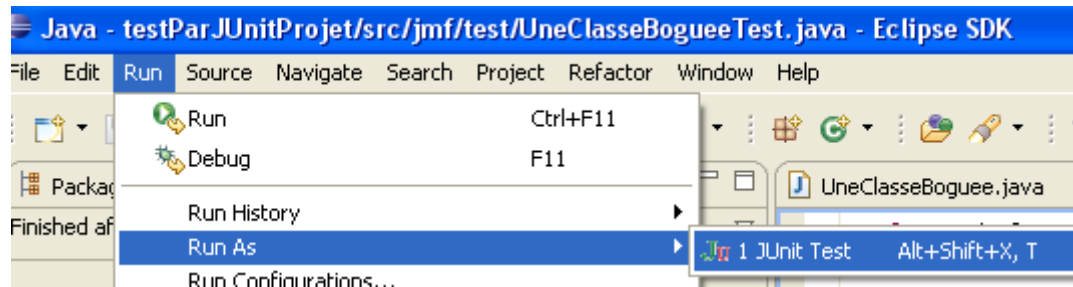 Java - testParJUnitProjet/src/jmf/test/UneClasseBogueeTest.java - Eclipse SDK
File Edit Run Source Navigate Search Project Refactor Window Help
Run Ctrl+F11
Debug F11
Packag
UneClasseBoguee.java
Run History
Finished af
Run As
1 JUnit Test Alt+Shift+X, T
Run Configurations...